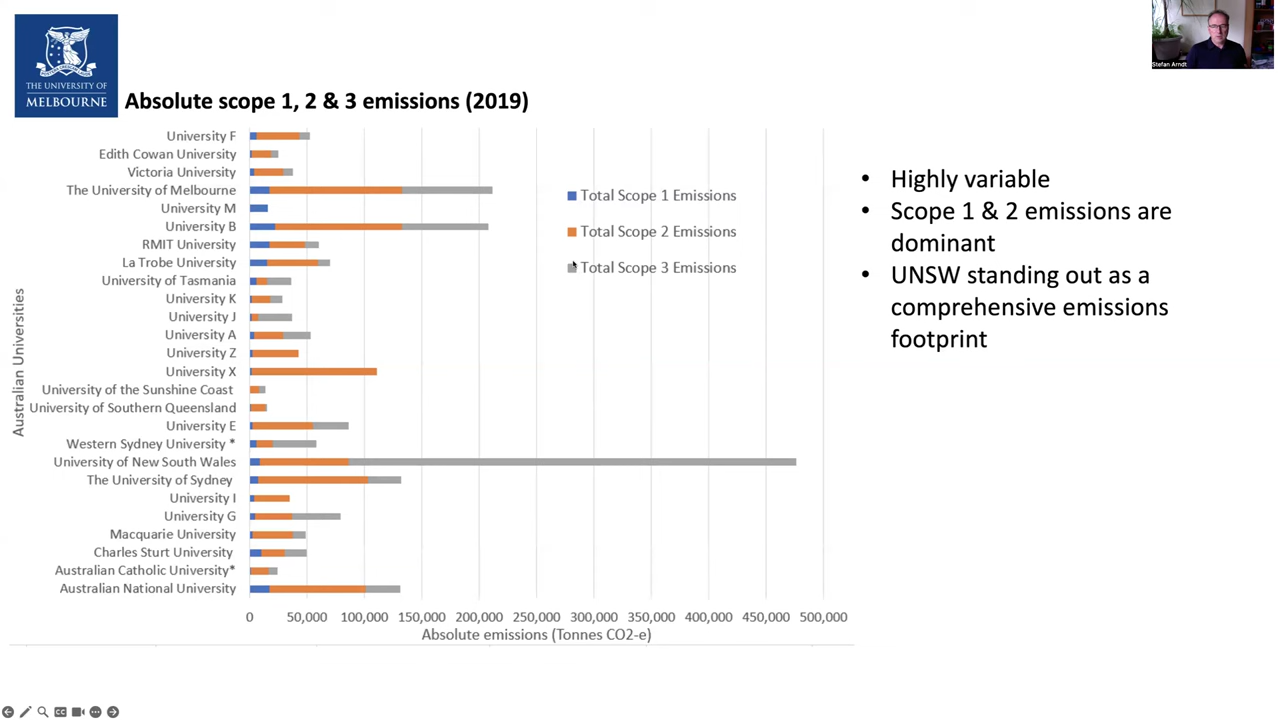 THE UNIVERSITY OF
MELBOURNE
Absolute scope 1, 2 & 3 emissions (2019)
Stefan Arndt
Australian Universities
University F
Edith Cowan University
Victoria University
The University of Melbourne
University M
University B
RMIT University
La Trobe University
University of Tasmania
University K
University J
University A
University Z
University X
University of the Sunshine Coast
University of Southern Queensland
University E
Western Sydney University *
University of New South Wales
The University of Sydney
University I
University G
Macquarie University
Charles Sturt University
Australian Catholic University*
Australian National University
0 50,000 100,000 150,000 200,000 250,000 300,000 350,000 400,000 450,000 500,000
Absolute emissions (Tonnes CO2-e)
Total Scope 1 Emissions
Total Scope 2 Emissions
Total Scope 3 Emissions
• Highly variable
• Scope 1 & 2 emissions are
dominant
• UNSW standing out as a
comprehensive emissions
footprint
CC